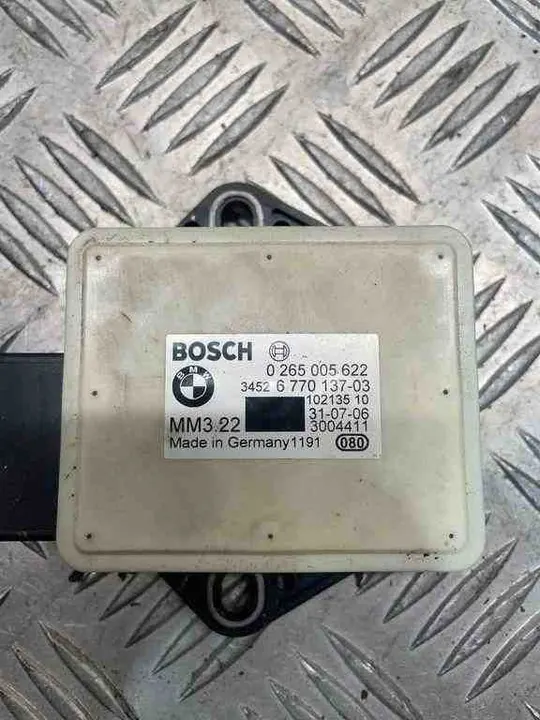 BOSCH
0 265 005 622
BMW
3452 6 770 137-03
102135 10
31-07-06
MM3.22
3004411
Made in Germany1191
080